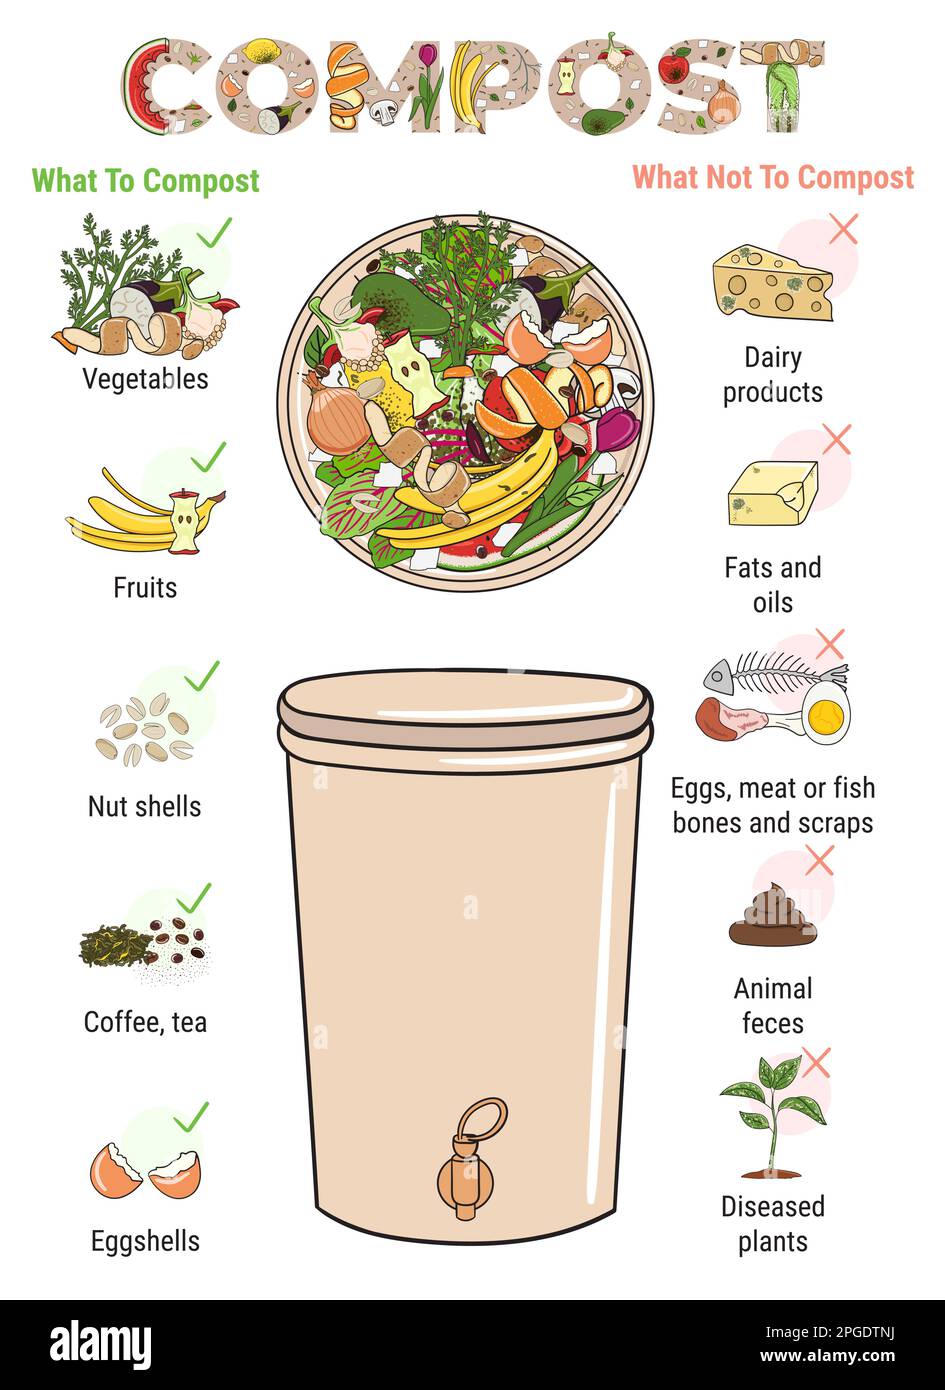 COMPOST
What To Compost
What Not To Compost
Vegetables
Dairy
products
Fruits
Fats and
oils
Nut shells
Eggs, meat or fish
bones and scraps
Coffee, tea
Animal
feces
Eggshells
Diseased
plants
a
a
a
a
a
a
alamy
Image ID: 2PGDTNJ
www.alamy.com